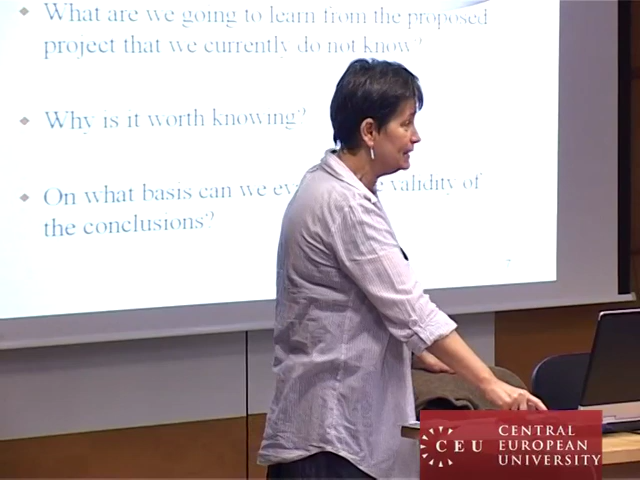 What are we going to learn from the proposed
project that we currently do not know?
Why is it worth knowing?
On what basis can we ev validity of
the conclusions?
CEU
CENTRAL
EUROPEAN
UNIVERSITY